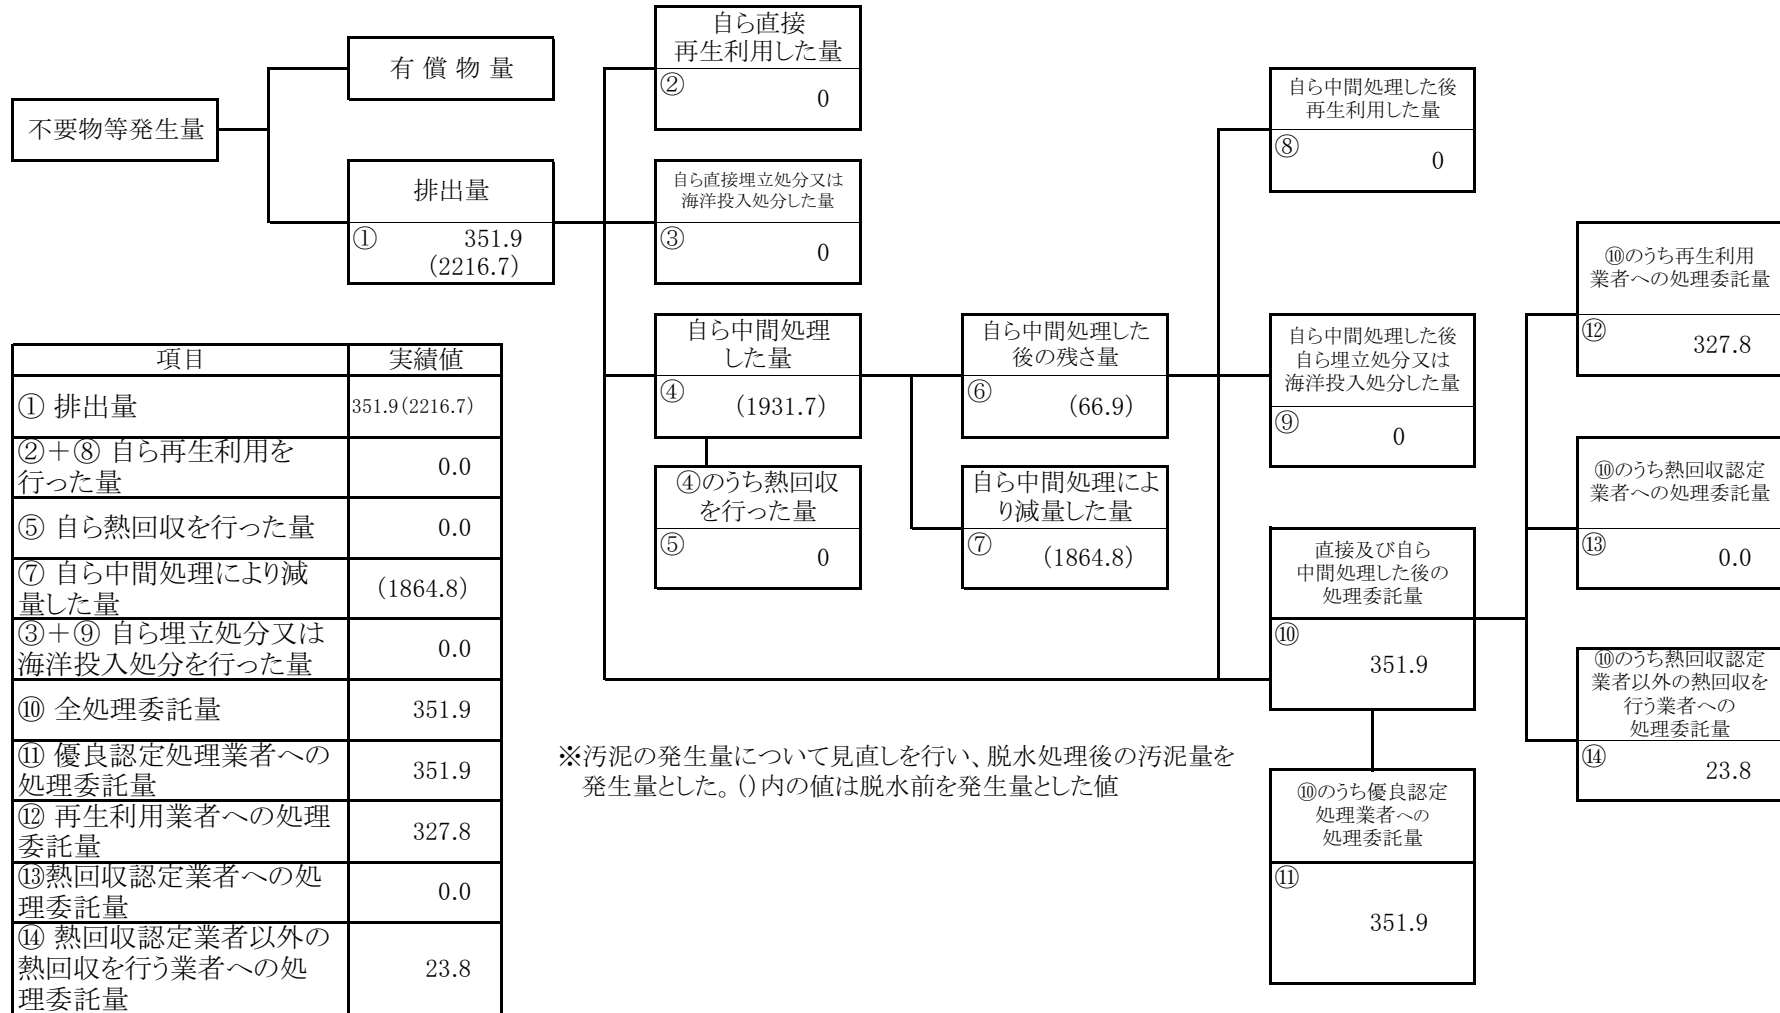 不要物等発生量
有償物量
排出量
①
351.9
(2216.7)
自ら直接
再生利用した量
②
0
自ら直接埋立処分又は
海洋投入処分した量
③
0
自ら中間処理
した量
④
(1931.7)
④のうち熱回収
を行った量
⑤
0
自ら中間処理した
後の残さ量
⑥
(66.9)
自ら中間処理によ
り減量した量
⑦
(1864.8)
自ら中間処理した後
再生利用した量
⑧
0
自ら中間処理した後
自ら埋立処分又は
海洋投入処分した量
⑨
0
直接及び自ら
中間処理した後の
処理委託量
⑩
351.9
⑩のうち優良認定
処理業者への
処理委託量
⑪
351.9
⑩のうち再生利用
業者への処理委託量
⑫
327.8
⑩のうち熱回収認定
業者への処理委託量
⑬
0.0
⑩のうち熱回収認定
業者以外の熱回収を
行う業者への
処理委託量
⑭
23.8
項目 実績値
① 排出量 351.9(2216.7)
②＋⑧ 自ら再生利用を
行った量
0.0
⑤ 自ら熱回収を行った量 0.0
⑦ 自ら中間処理により減
量した量
(1864.8)
③＋⑨ 自ら埋立処分又は
海洋投入処分を行った量
0.0
⑩ 全処理委託量 351.9
⑪ 優良認定処理業者への
処理委託量
351.9
⑫ 再生利用業者への処理
委託量
327.8
⑬熱回収認定業者への処
理委託量
0.0
⑭ 熱回収認定業者以外の
熱回収を行う業者への処
理委託量
23.8
※汚泥の発生量について見直しを行い、脱水処理後の汚泥量を
発生量とした。()内の値は脱水前を発生量とした値